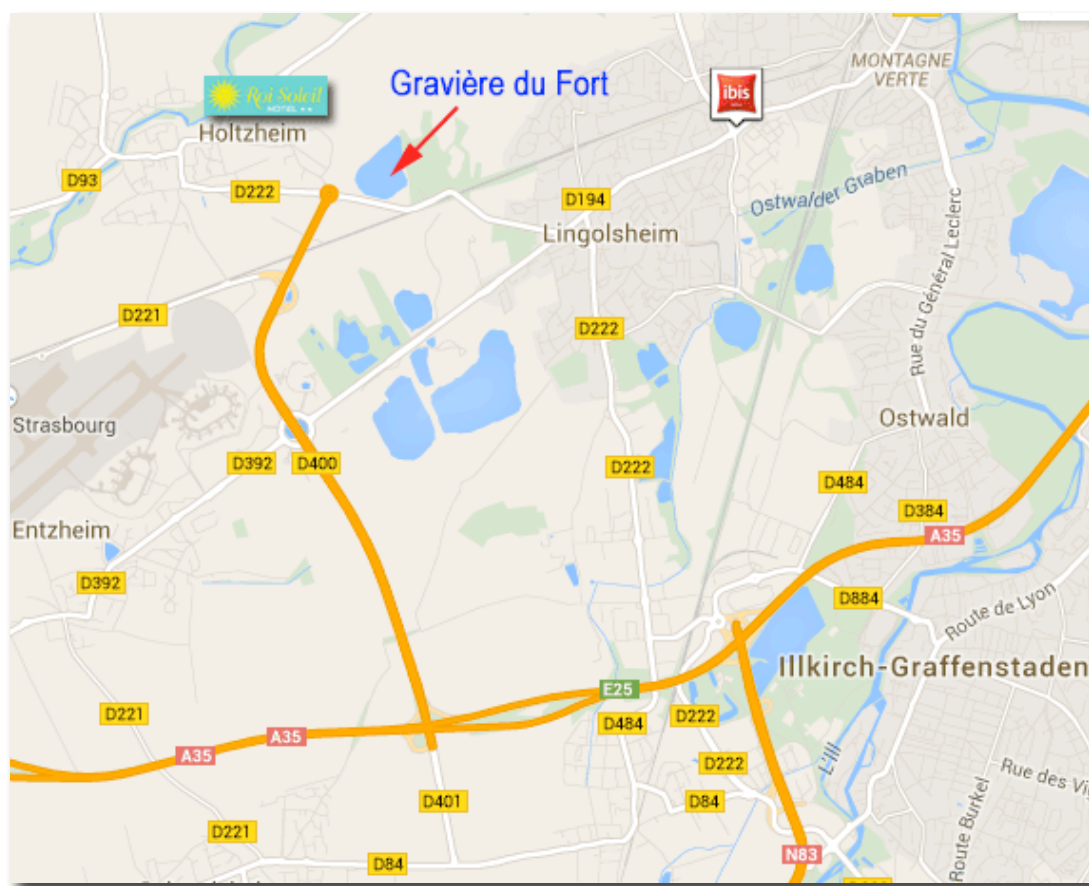 MONTAGNE
VERTE
Gravière du Fort
ibis
Roi Soleil
HOTEL
Holtzheim
D93
D222
D194
Ostwalder Graben
Lingolsheim
Rue du Général Leclerc
D221
D222
Strasbourg
Ostwald
D392
D400
D222
D484
D384
Entzheim
A35
D392
D884
Route de Lyon
Illkirch-Graffenstaden
E25
D221
D484
D222
A35
A35
D222
L'Ill
Rue des Vi
D401
D84
D221
Route Burkel
D84
N83